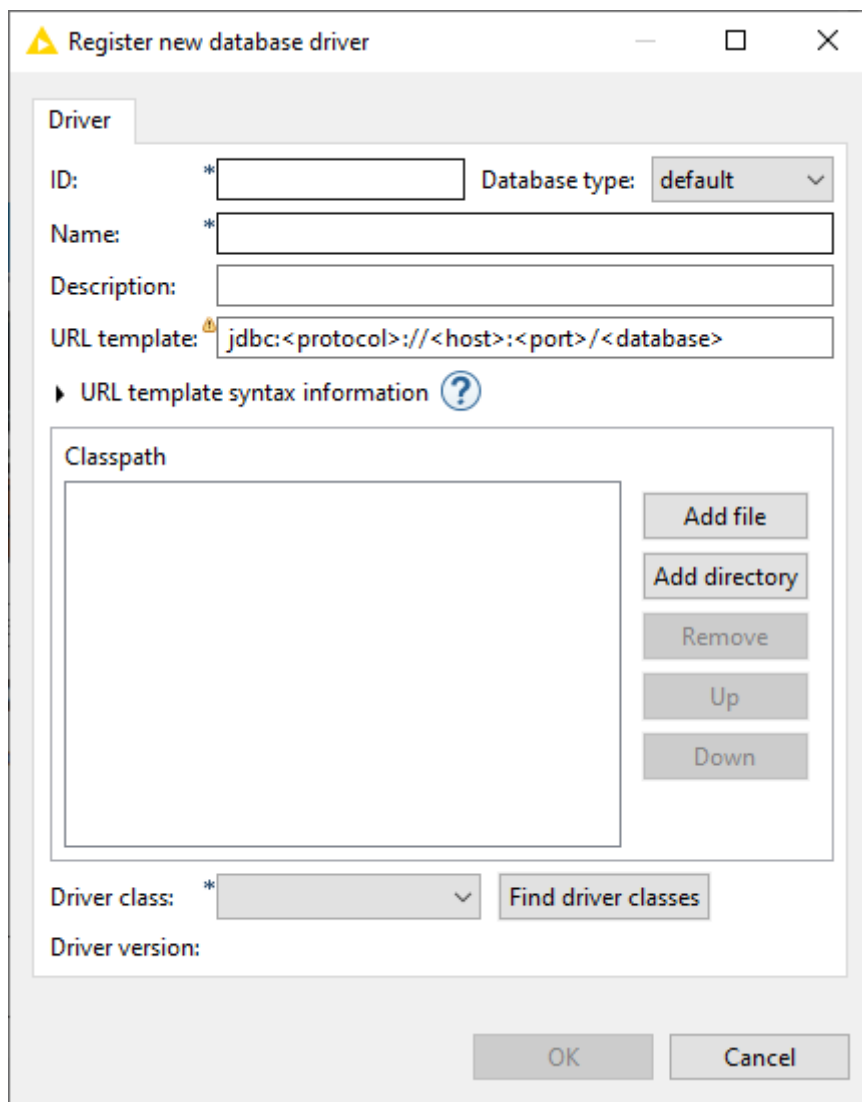 Register new database driver
Driver
ID: * Database type: default
Name: *
Description:
URL template: jdbc:<protocol>://<host>:<port>/<database>
URL template syntax information ?
Classpath
Add file
Add directory
Remove
Up
Down
Driver class: * Find driver classes
Driver version:
OK Cancel